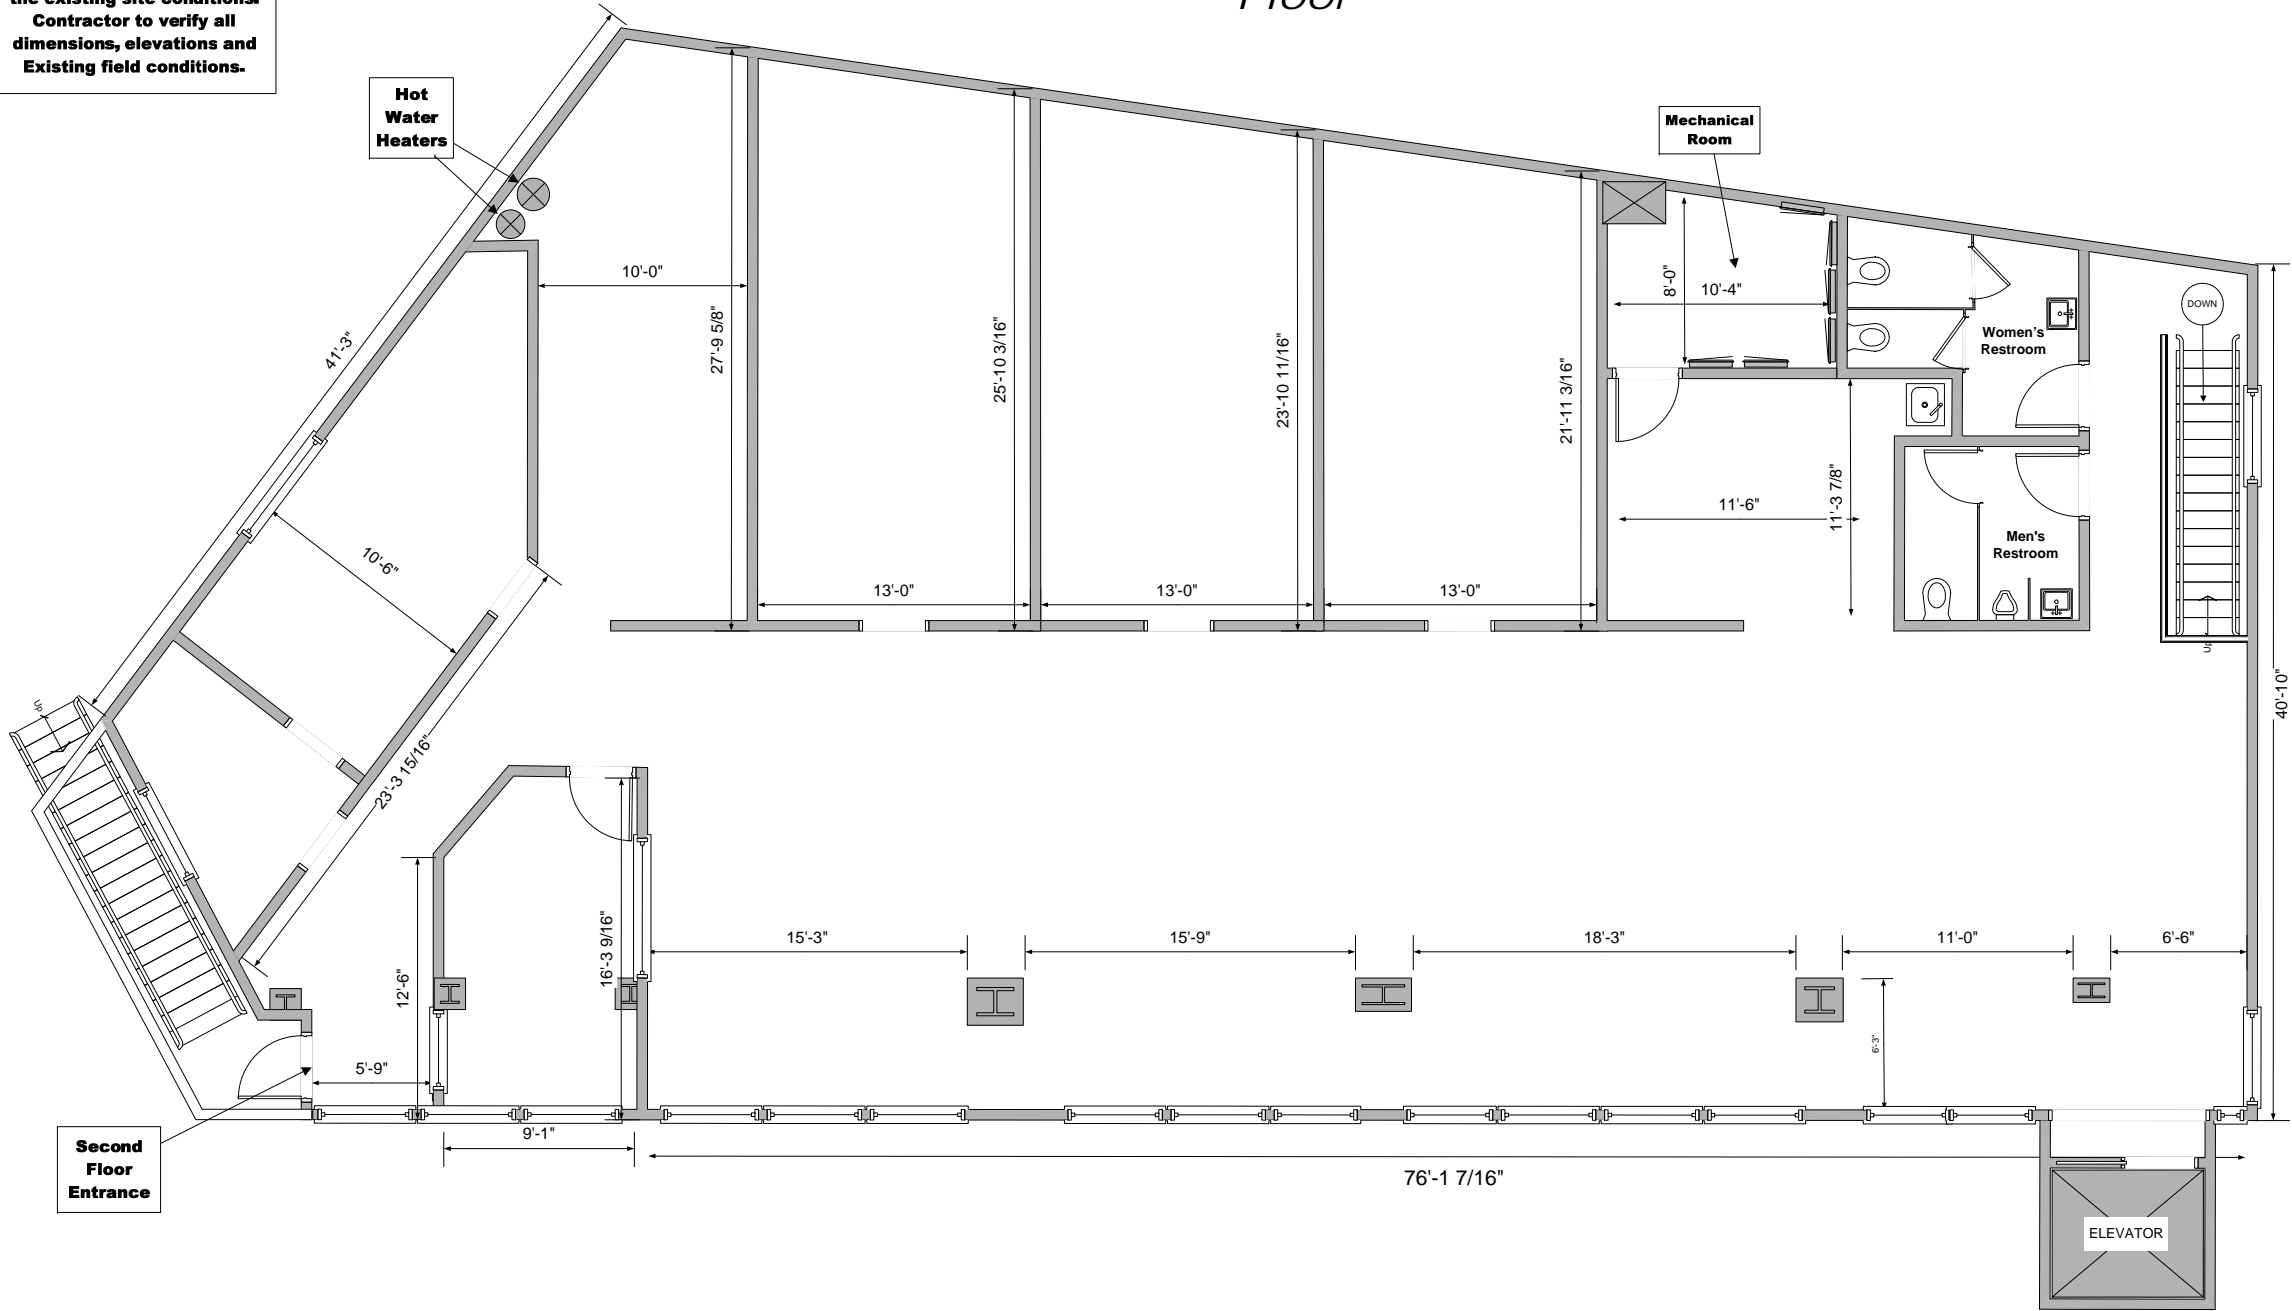 the existing site conditions.
Contractor to verify all
dimensions, elevations and
Existing field conditions.
Floor
Hot
Water
Heaters
Mechanical
Room
10'-0"
27'-9 5/8"
25'-10 3/16"
23'-10 11/16"
21'-11 3/16"
8'-0"
10'-4"
DOWN
Women's
Restroom
41'-3"
10'-6"
11'-6"
11'-3 7/8"
Men's
Restroom
13'-0"
13'-0"
13'-0"
Up
Up
40'-10"
23'-3 15/16"
12'-6"
16'-3 9/16"
15'-3"
15'-9"
18'-3"
11'-0"
6'-6"
6'-3"
5'-9"
9'-1"
Second
Floor
Entrance
76'-1 7/16"
ELEVATOR